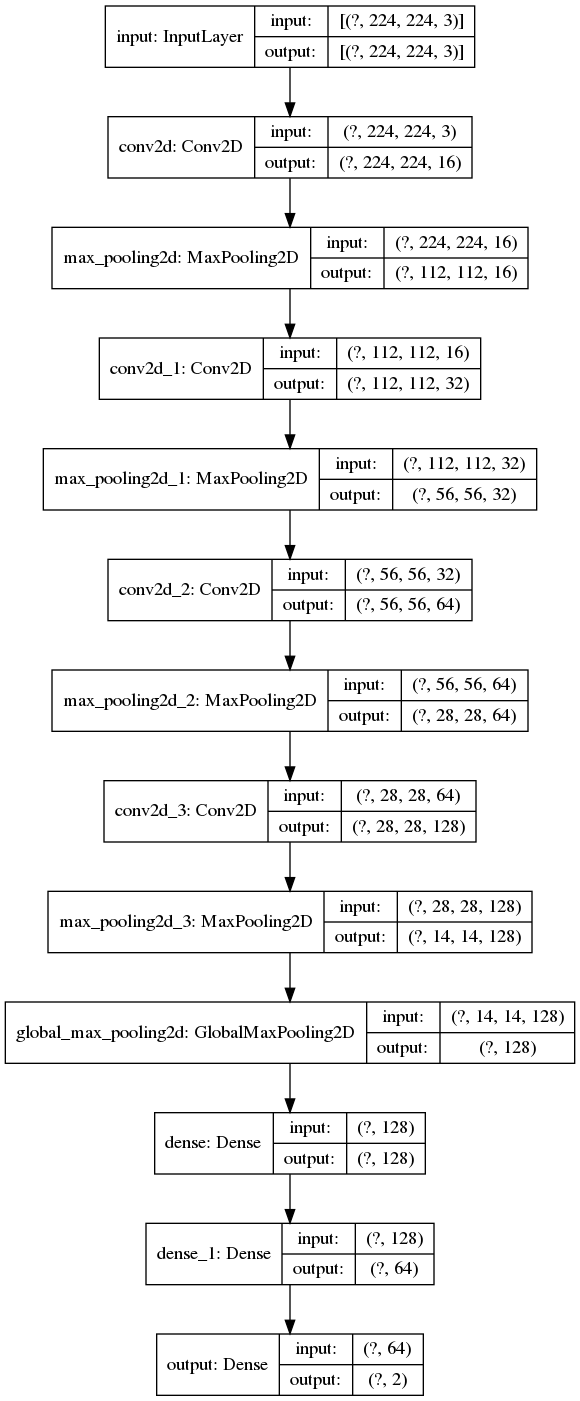 input: InputLayer
input:
[(?, 224, 224, 3)]
output:
[(?, 224, 224, 3)]
conv2d: Conv2D
input:
(?, 224, 224, 3)
output:
(?, 224, 224, 16)
max_pooling2d: MaxPooling2D
input:
(?, 224, 224, 16)
output:
(?, 112, 112, 16)
conv2d_1: Conv2D
input:
(?, 112, 112, 16)
output:
(?, 112, 112, 32)
max_pooling2d_1: MaxPooling2D
input:
(?, 112, 112, 32)
output:
(?, 56, 56, 32)
conv2d_2: Conv2D
input:
(?, 56, 56, 32)
output:
(?, 56, 56, 64)
max_pooling2d_2: MaxPooling2D
input:
(?, 56, 56, 64)
output:
(?, 28, 28, 64)
conv2d_3: Conv2D
input:
(?, 28, 28, 64)
output:
(?, 28, 28, 128)
max_pooling2d_3: MaxPooling2D
input:
(?, 28, 28, 128)
output:
(?, 14, 14, 128)
global_max_pooling2d: GlobalMaxPooling2D
input:
(?, 14, 14, 128)
output:
(?, 128)
dense: Dense
input:
(?, 128)
output:
(?, 128)
dense_1: Dense
input:
(?, 128)
output:
(?, 64)
output: Dense
input:
(?, 64)
output:
(?, 2)